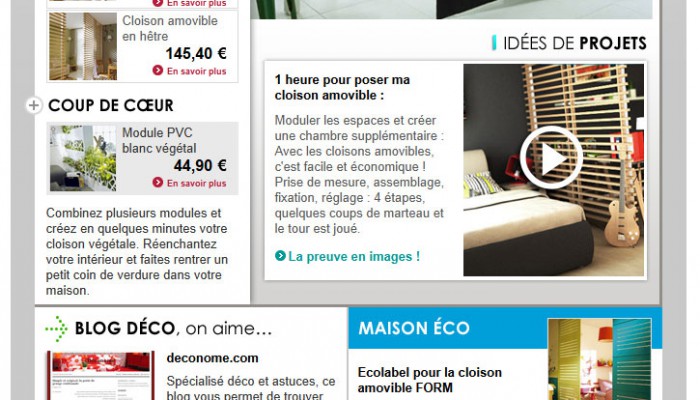 En savoir plus
Cloison amovible
en hêtre
145,40 €
En savoir plus
COUP DE CŒUR
Module PVC
blanc végétal
44,90 €
En savoir plus
Combinez plusieurs modules et
créez en quelques minutes votre
cloison végétale. Réenchantez
votre intérieur et faites rentrer un
petit coin de verdure dans votre
maison.
IDÉES DE PROJETS
1 heure pour poser ma
cloison amovible :
Moduler les espaces et créer
une chambre supplémentaire :
Avec les cloisons amovibles,
c'est facile et économique !
Prise de mesure, assemblage,
fixation, réglage : 4 étapes,
quelques coups de marteau et
le tour est joué.
La preuve en images !
BLOG DÉCO, on aime...
deconome.com
Spécialisé déco et astuces, ce
blog vous permet de trouver
MAISON ÉCO
Ecolabel pour la cloison
amovible FORM